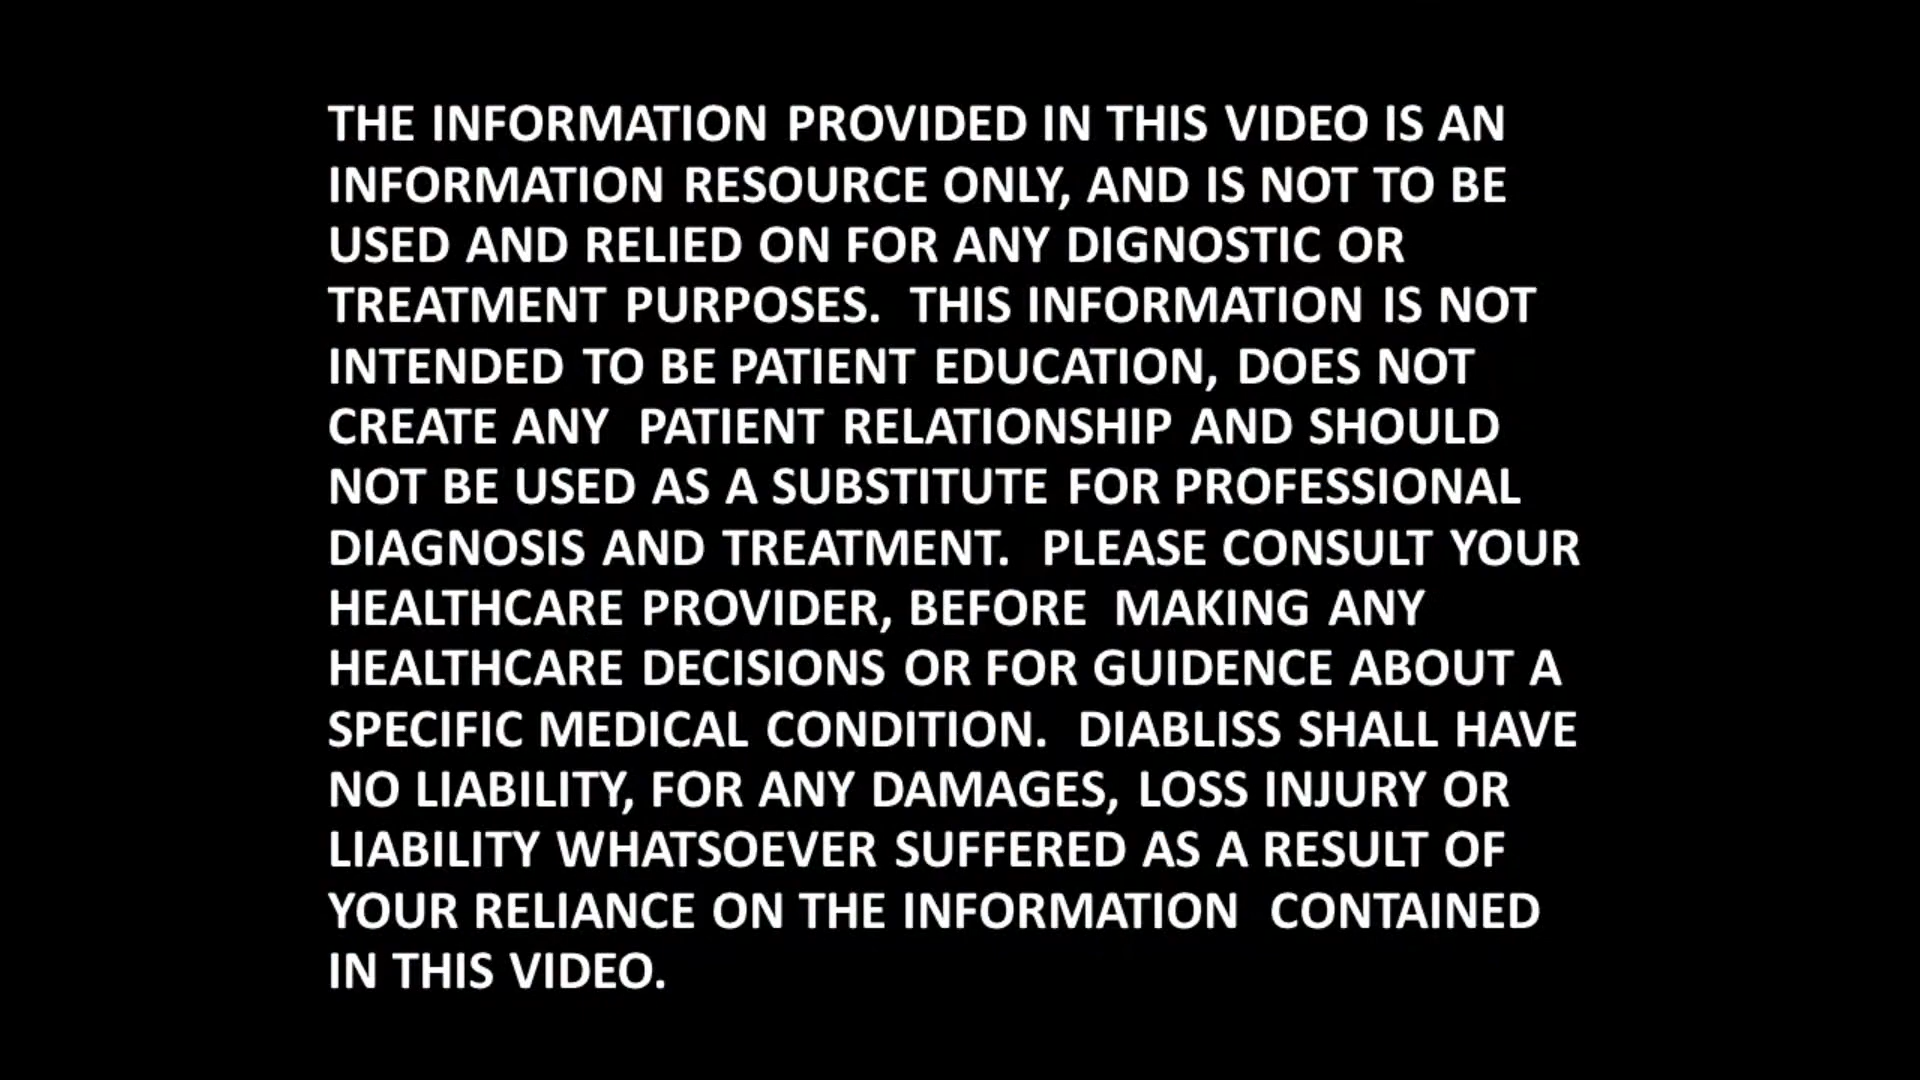 THE INFORMATION PROVIDED IN THIS VIDEO IS AN
INFORMATION RESOURCE ONLY, AND IS NOT TO BE
USED AND RELIED ON FOR ANY DIGNOSTIC OR
TREATMENT PURPOSES.  THIS INFORMATION IS NOT
INTENDED TO BE PATIENT EDUCATION, DOES NOT
CREATE ANY  PATIENT RELATIONSHIP AND SHOULD
NOT BE USED AS A SUBSTITUTE FOR PROFESSIONAL
DIAGNOSIS AND TREATMENT.  PLEASE CONSULT YOUR
HEALTHCARE PROVIDER, BEFORE  MAKING ANY
HEALTHCARE DECISIONS OR FOR GUIDENCE ABOUT A
SPECIFIC MEDICAL CONDITION.  DIABLISS SHALL HAVE
NO LIABILITY, FOR ANY DAMAGES, LOSS INJURY OR
LIABILITY WHATSOEVER SUFFERED AS A RESULT OF
YOUR RELIANCE ON THE INFORMATION  CONTAINED
IN THIS VIDEO.